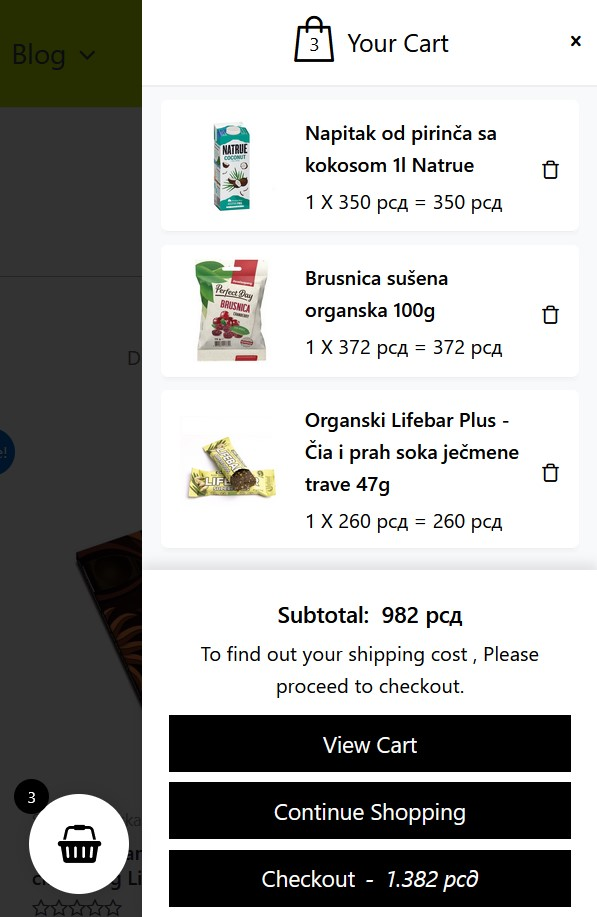 Blog
3
Your Cart
x
NATRUE
COCONUT
Napitak od pirinča sa
kokosom 1l Natrue
1 X 350 рсд = 350 рсд
Perfect Day
BRUSNICA
Brusnica sušena
organska 100g
1 X 372 рсд = 372 рсд
D
e!
Organski Lifebar Plus -
Čia i prah soka ječmene
trave 47g
1 X 260 рсд = 260 рсд
Subtotal: 982 рсд
To find out your shipping cost , Please
proceed to checkout.
View Cart
Continue Shopping
Checkout - 1.382 рсд
3